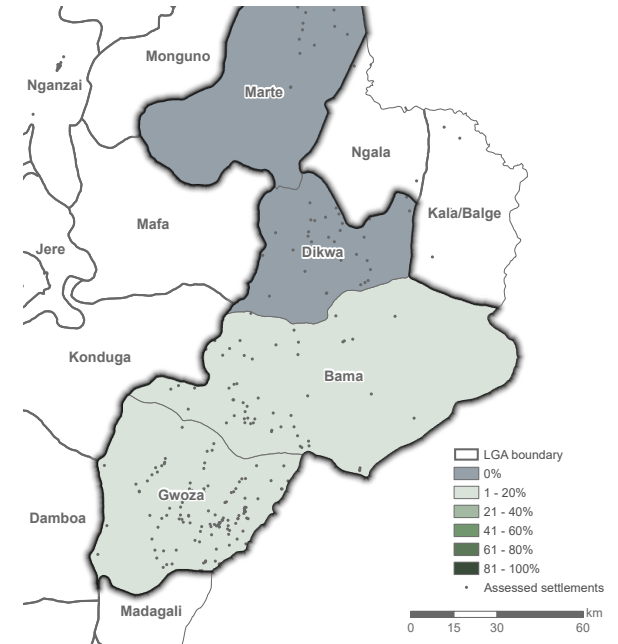 Monguno
Nganzai
Marte
Ngala
Kala/Balge
Mafa
Jere
Dikwa
Konduga
Bama
Gwoza
Damboa
Madagali
LGA boundary
0%
1 - 20%
21 - 40%
41 - 60%
61 - 80%
81 - 100%
Assessed settlements
km
0 15 30 60